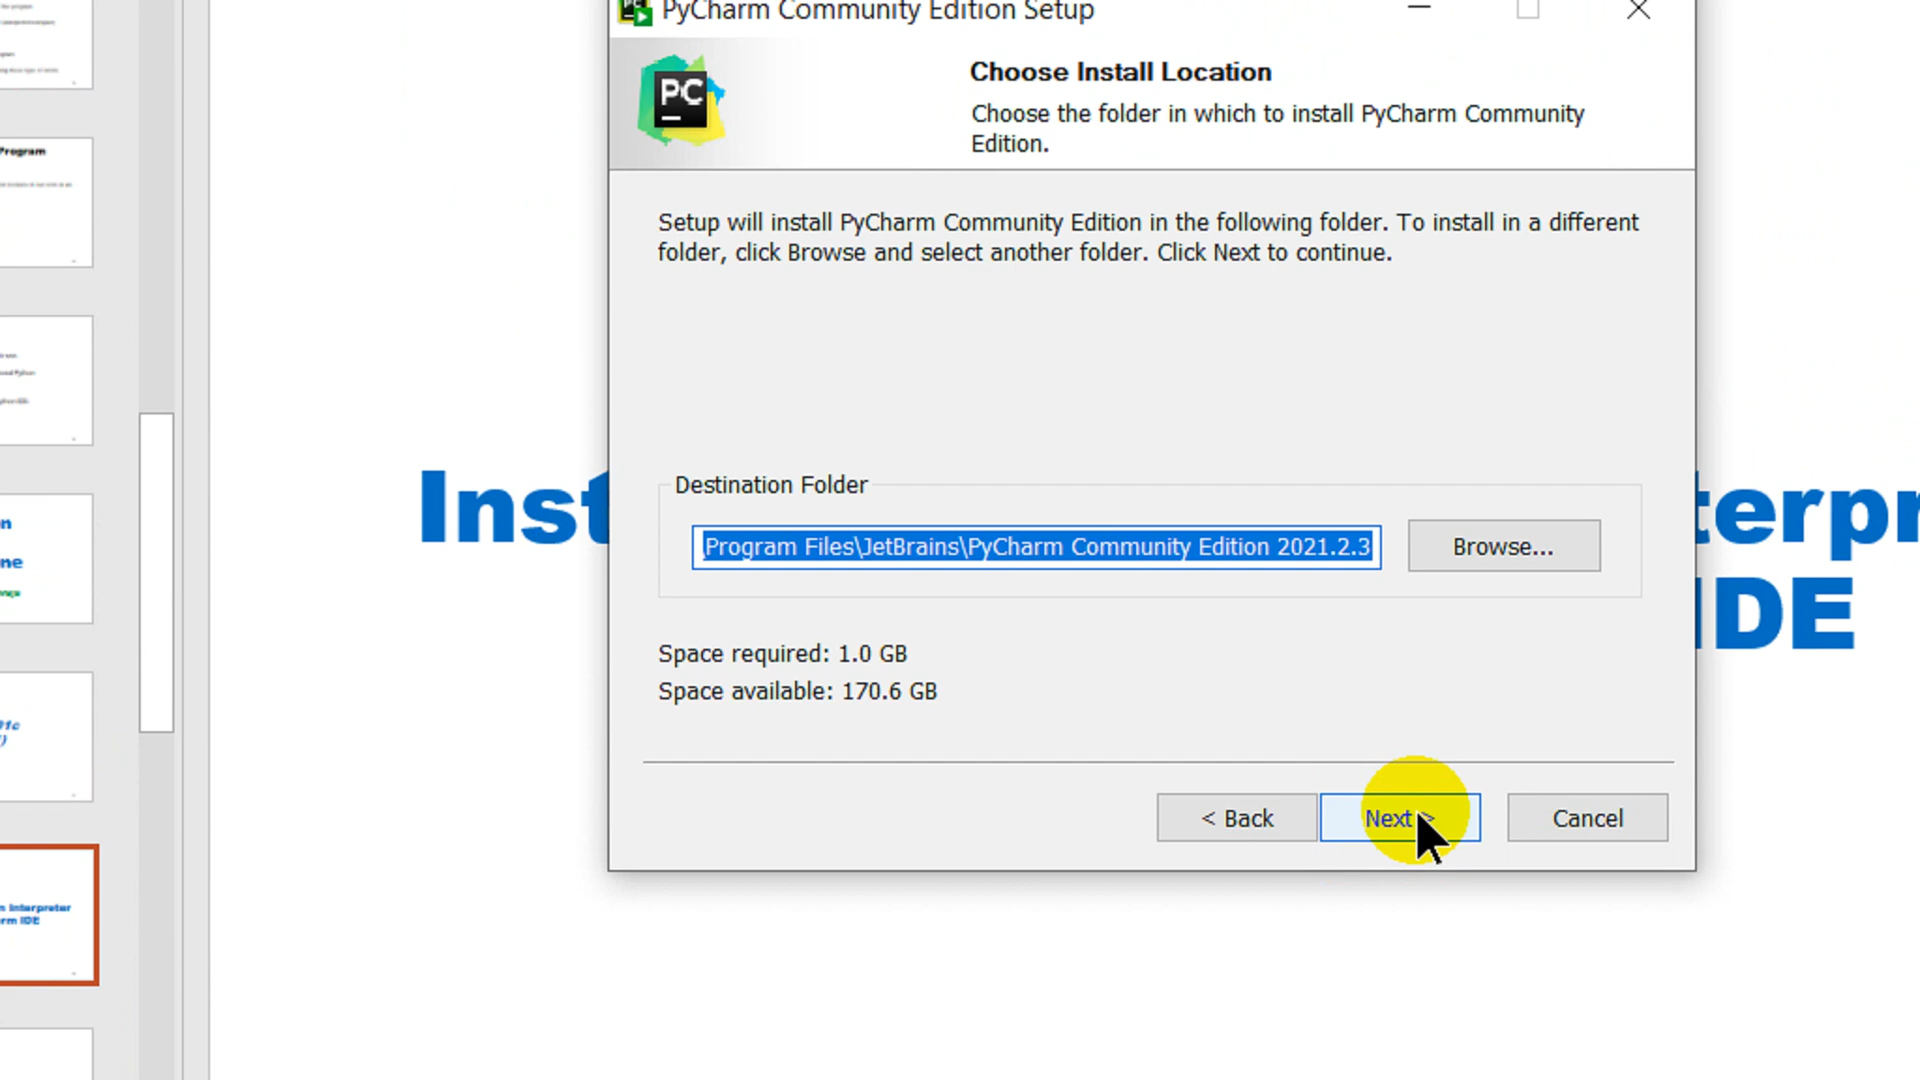 PyCharm Community Edition Setup
PC
Choose Install Location
Choose the folder in which to install PyCharm Community
Edition.
Setup will install PyCharm Community Edition in the following folder. To install in a different
folder, click Browse and select another folder. Click Next to continue.
Destination Folder
Program Files\JetBrains\PyCharm Community Edition 2021.2.3
Browse...
Space required: 1.0 GB
Space available: 170.6 GB
< Back
Next >
Cancel
Inst
terpr
IDE
Program
n Interpreter
rm IDE